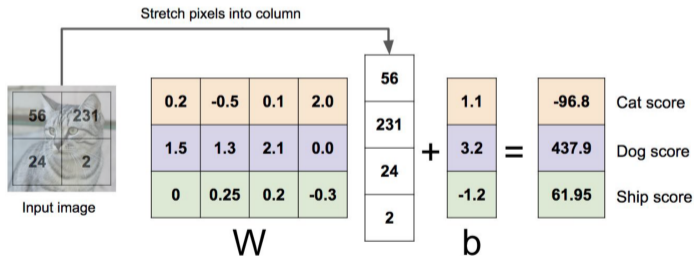 Stretch pixels into column
56 231
24 2
Input image
0.2 -0.5 0.1 2.0
1.5 1.3 2.1 0.0
0 0.25 0.2 -0.3
W
56
231
24
2
+
1.1
3.2
-1.2
b
=
-96.8 Cat score
437.9 Dog score
61.95 Ship score